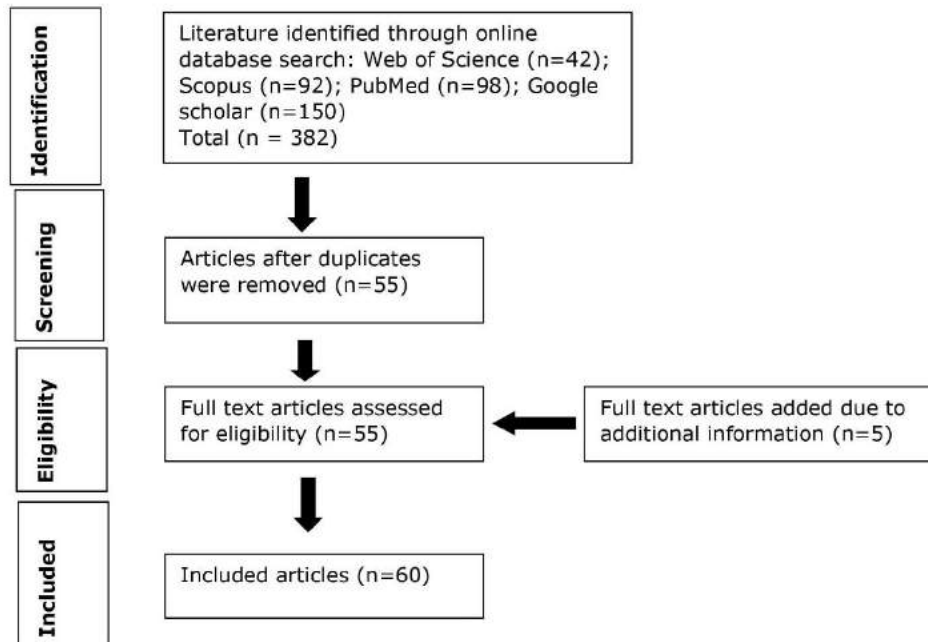 Identification
Literature identified through online
database search: Web of Science (n=42);
Scopus (n=92); PubMed (n=98); Google
scholar (n=150)
Total (n = 382)
Screening
Articles after duplicates
were removed (n=55)
Eligibility
Full text articles assessed
for eligibility (n=55)
Full text articles added due to
additional information (n=5)
Included
Included articles (n=60)